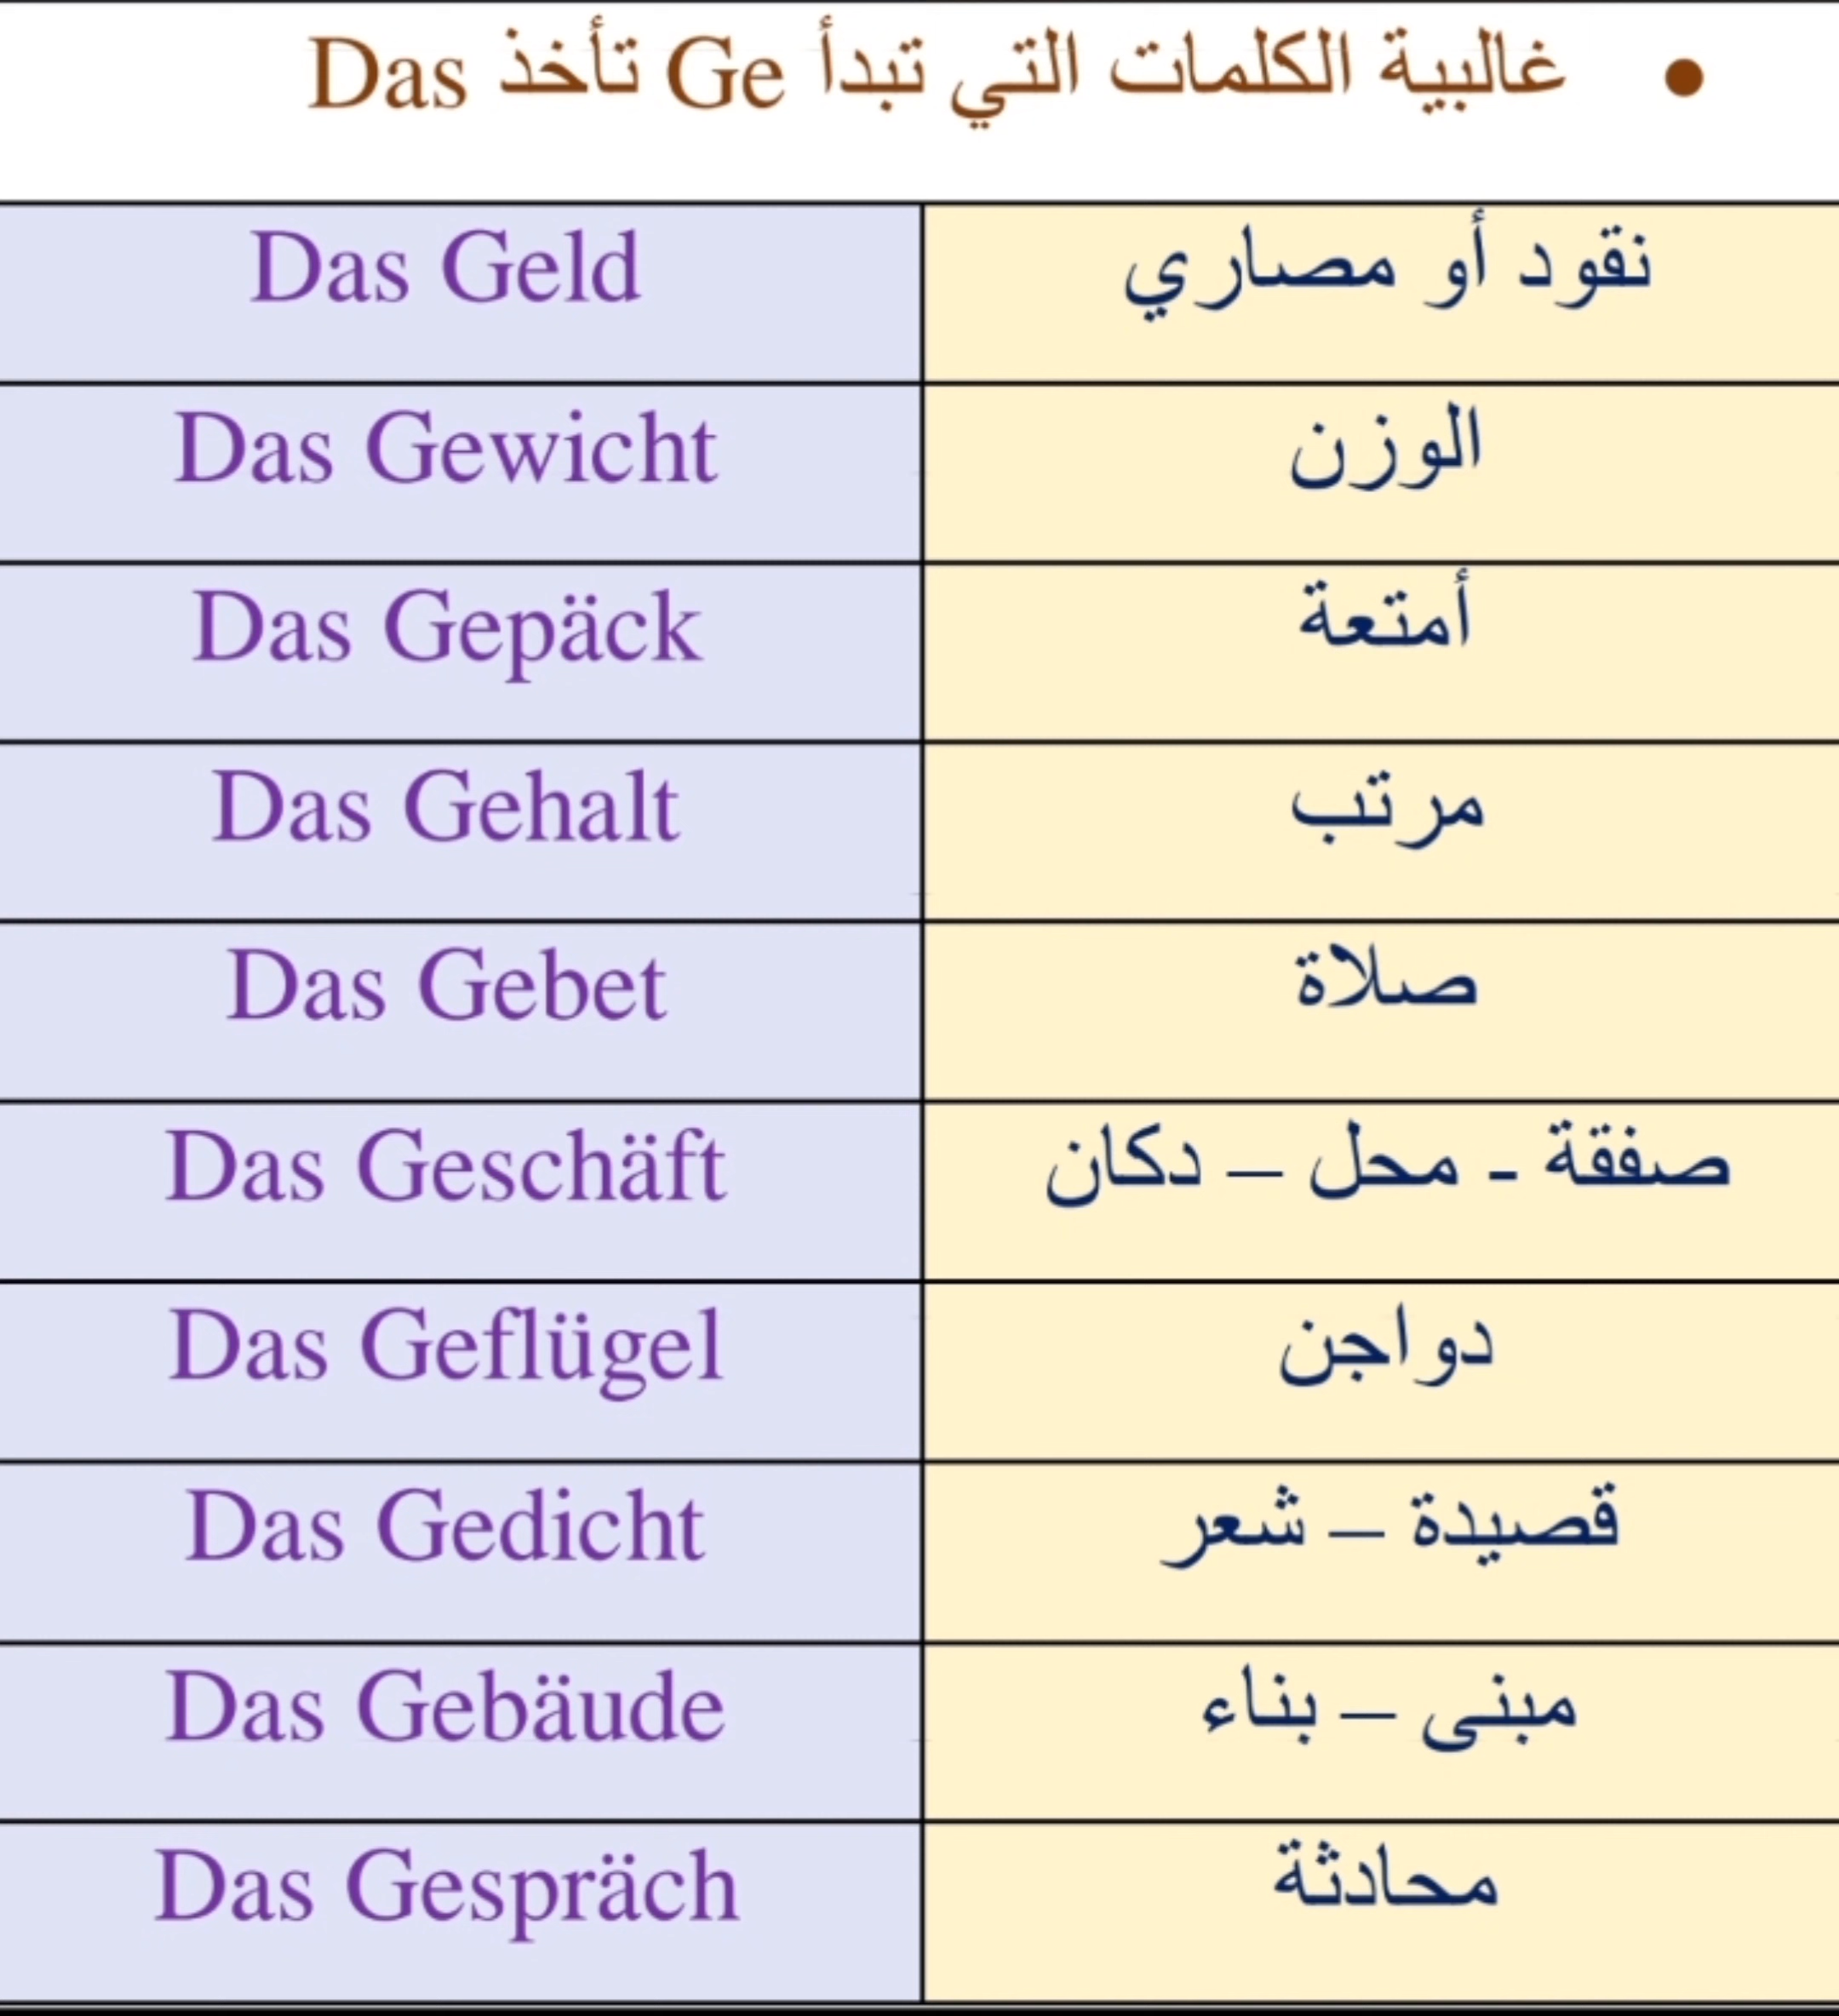 • غالبية الكلمات التي تبدأ Ge تأخذ Das
Das Geld نقود أو مصاري
Das Gewicht الوزن
Das Gepäck أمتعة
Das Gehalt مرتب
Das Gebet صلاة
Das Geschäft صفقة - محل – دكان
Das Geflügel دواجن
Das Gedicht قصيدة – شعر
Das Gebäude مبنى – بناء
Das Gespräch محادثة